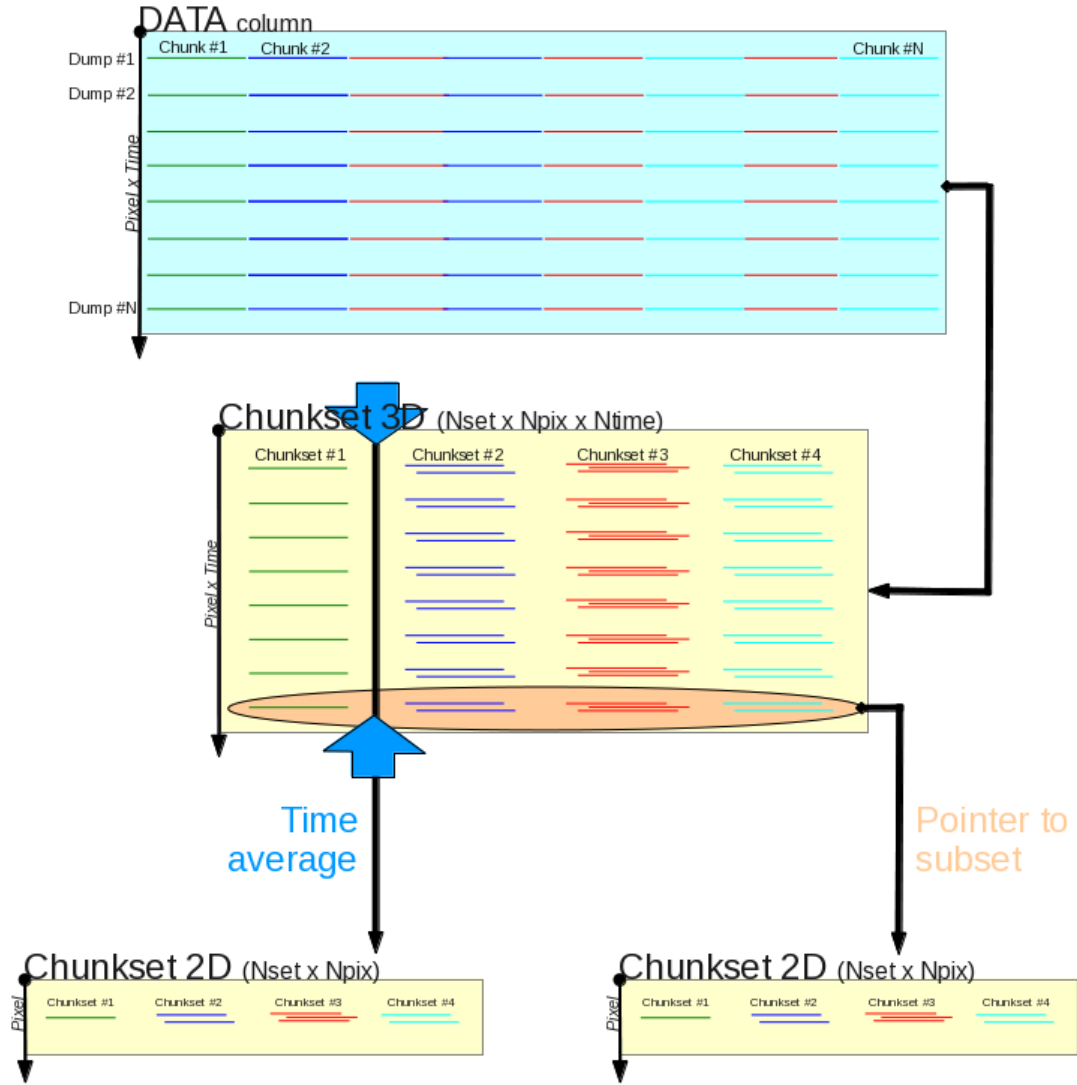 DATA column
Chunk #1 Chunk #2 Chunk #N
Dump #1
Dump #2
Pixel x Time
Dump #N
Chunkset 3D (Nset x Npix x Ntime)
Chunkset #1 Chunkset #2 Chunkset #3 Chunkset #4
Pixel x Time
Time
average
Pointer to
subset
Chunkset 2D (Nset x Npix)
Chunkset #1 Chunkset #2 Chunkset #3 Chunkset #4
Pixel
Chunkset 2D (Nset x Npix)
Chunkset #1 Chunkset #2 Chunkset #3 Chunkset #4
Pixel